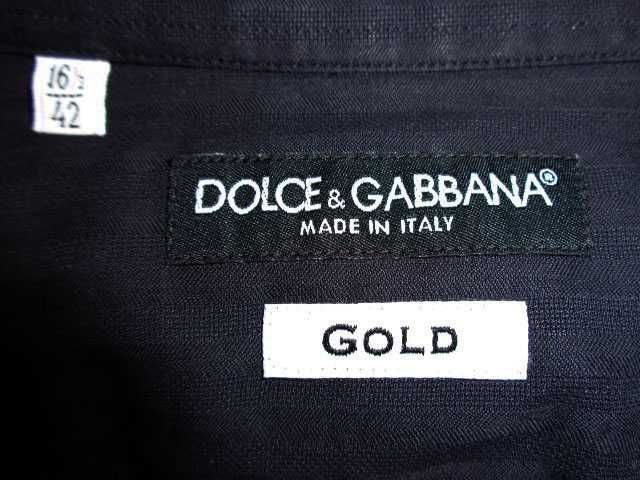 16½
42
DOLCE & GABBANA®
MADE IN ITALY
GOLD